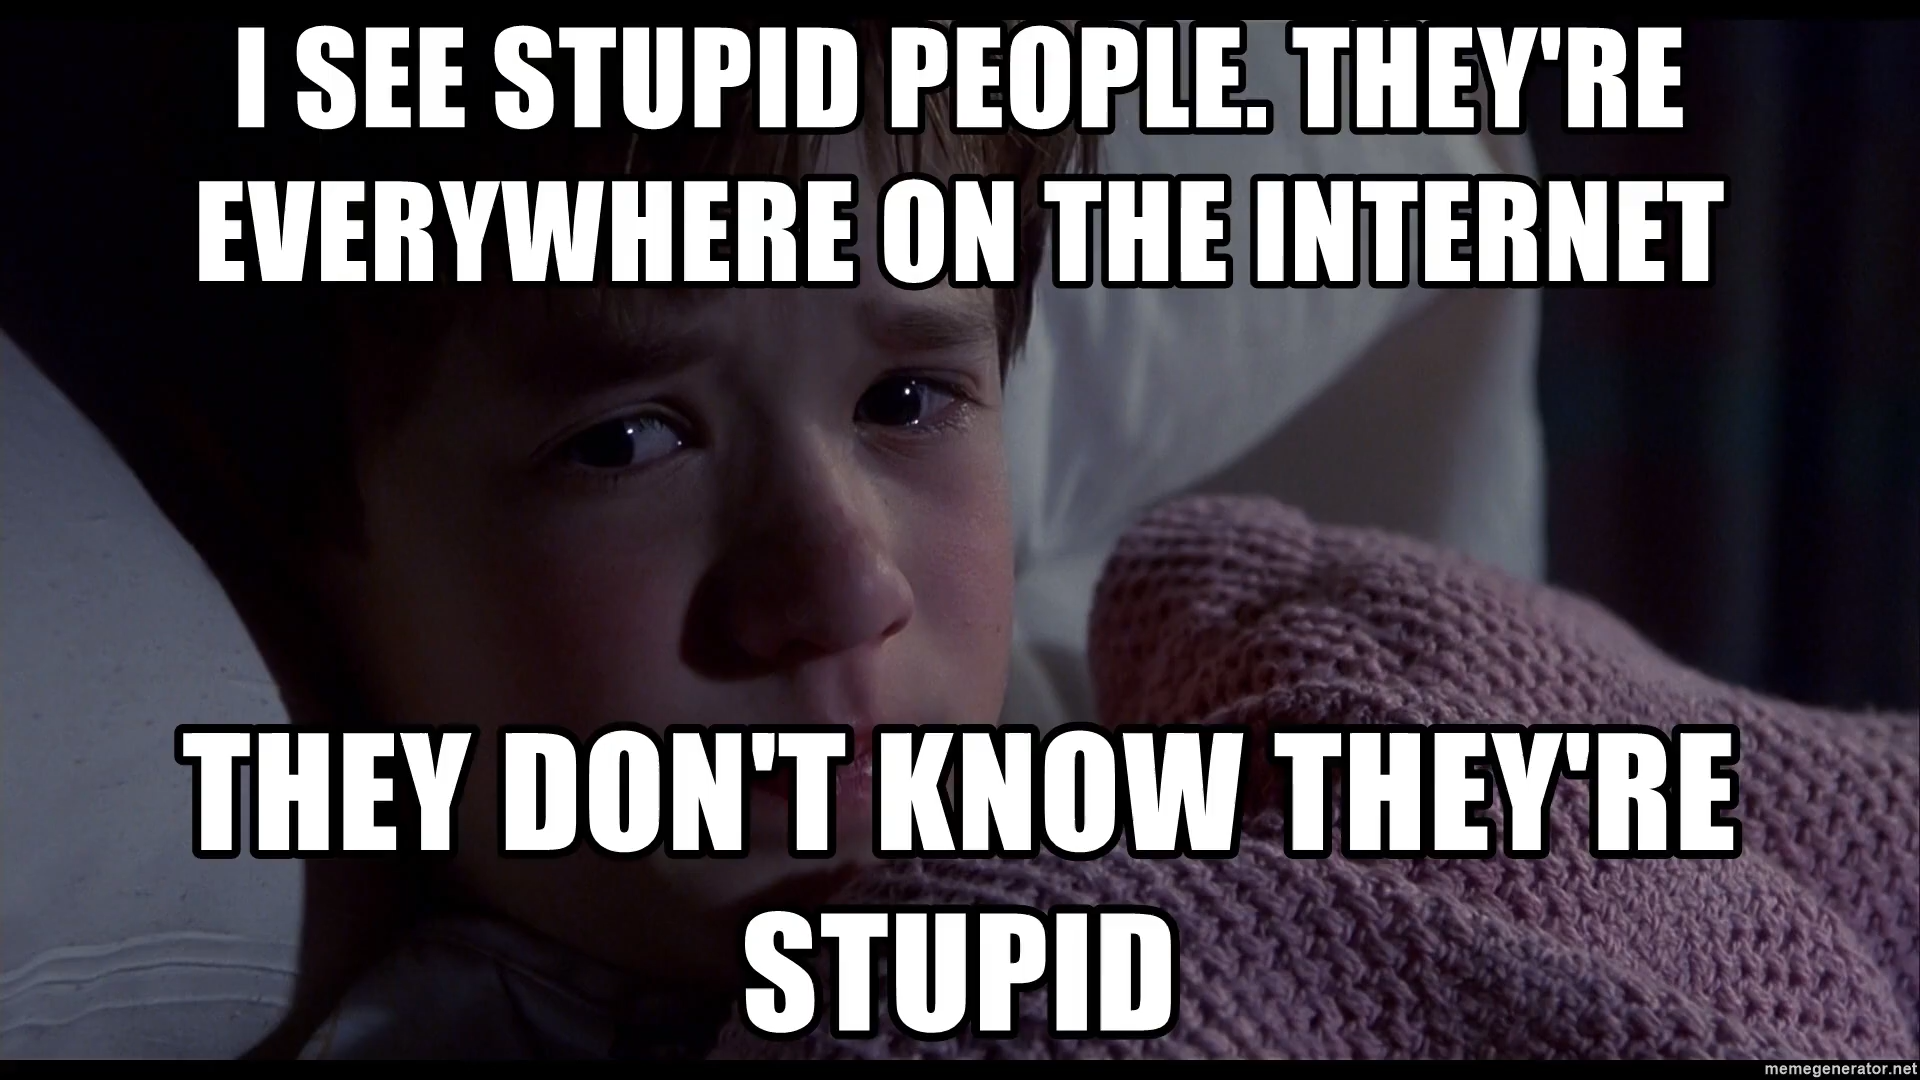 I SEE STUPID PEOPLE. THEY'RE
EVERYWHERE ON THE INTERNET
THEY DON'T KNOW THEY'RE
STUPID
memegenerator.net